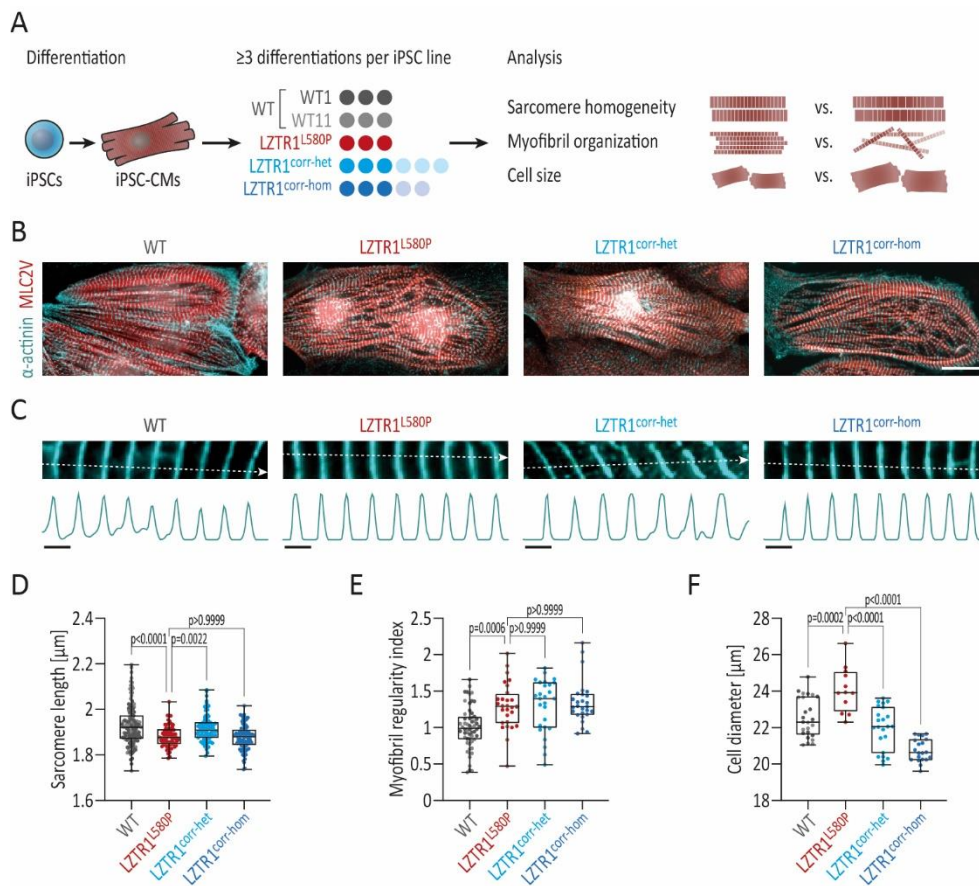 A
Differentiation
≥3 differentiations per iPSC line
Analysis
iPSCs
iPSC-CMs
WT
WT1
WT11
LZTR1L580P
LZTR1corr-het
LZTR1corr-hom
Sarcomere homogeneity
vs.
Myofibril organization
vs.
Cell size
vs.
B
α-actinin MLC2V
WT
LZTR1L580P
LZTR1corr-het
LZTR1corr-hom
C
WT
LZTR1L580P
LZTR1corr-het
LZTR1corr-hom
D
Sarcomere length [µm]
2.4
2.2
2.0
1.8
1.6
p>0.9999
p<0.0001
p=0.0022
WT
LZTR1L580P
LZTR1corr-het
LZTR1corr-hom
E
Myofibril regularity index
2.5
2
1.5
1
0.5
0
p>0.9999
p=0.0006
p>0.9999
WT
LZTR1L580P
LZTR1corr-het
LZTR1corr-hom
F
Cell diameter [µm]
28
26
24
22
20
18
p<0.0001
p=0.0002
p<0.0001
WT
LZTR1L580P
LZTR1corr-het
LZTR1corr-hom